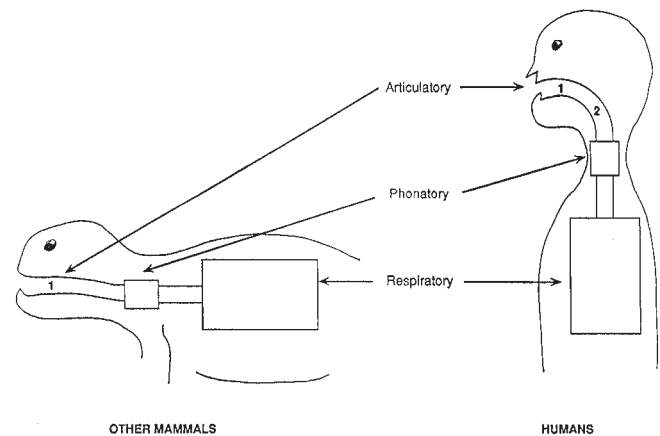 Articulatory
1
2
Phonatory
1
Respiratory
OTHER MAMMALS
HUMANS